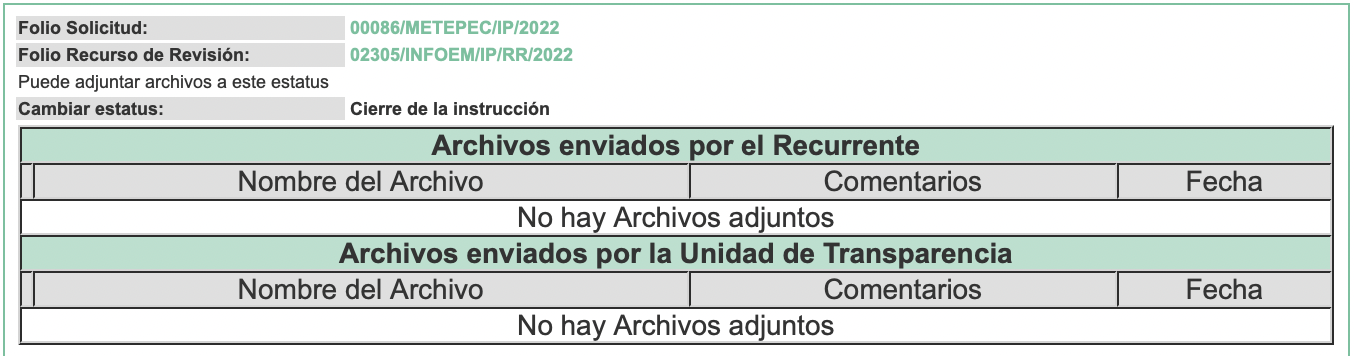 Folio Solicitud: 00086/METEPEC/IP/2022
Folio Recurso de Revisión: 02305/INFOEM/IP/RR/2022
Puede adjuntar archivos a este estatus
Cambiar estatus: Cierre de la instrucción
Archivos enviados por el Recurrente
Nombre del Archivo Comentarios Fecha
No hay Archivos adjuntos
Archivos enviados por la Unidad de Transparencia
Nombre del Archivo Comentarios Fecha
No hay Archivos adjuntos